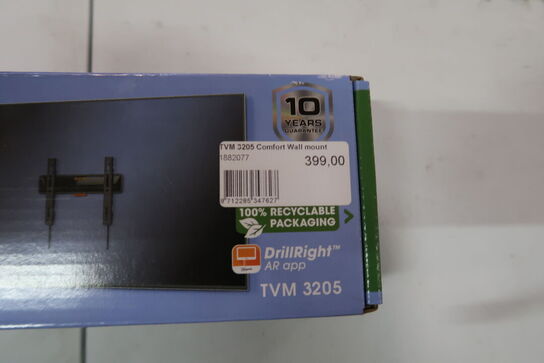 10
YEARS
GUARANTEE
TVM 3205 Comfort Wall mount
1882077
399,00
8712285347627
100% RECYCLABLE
PACKAGING
DrillRight™
AR app
TVM 3205